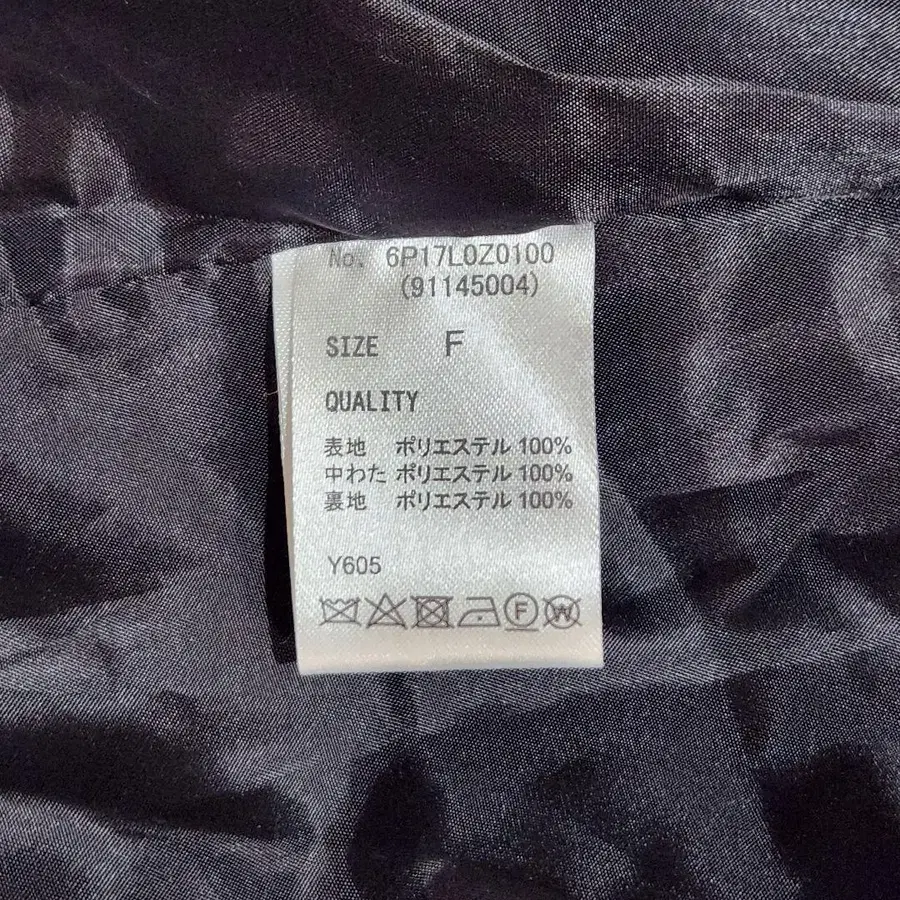 No. 6P17L0Z0100
(91145004)
SIZE F
QUALITY
表地 ポリエステル 100%
中わた ポリエステル 100%
裏地 ポリエステル 100%
Y605
F W